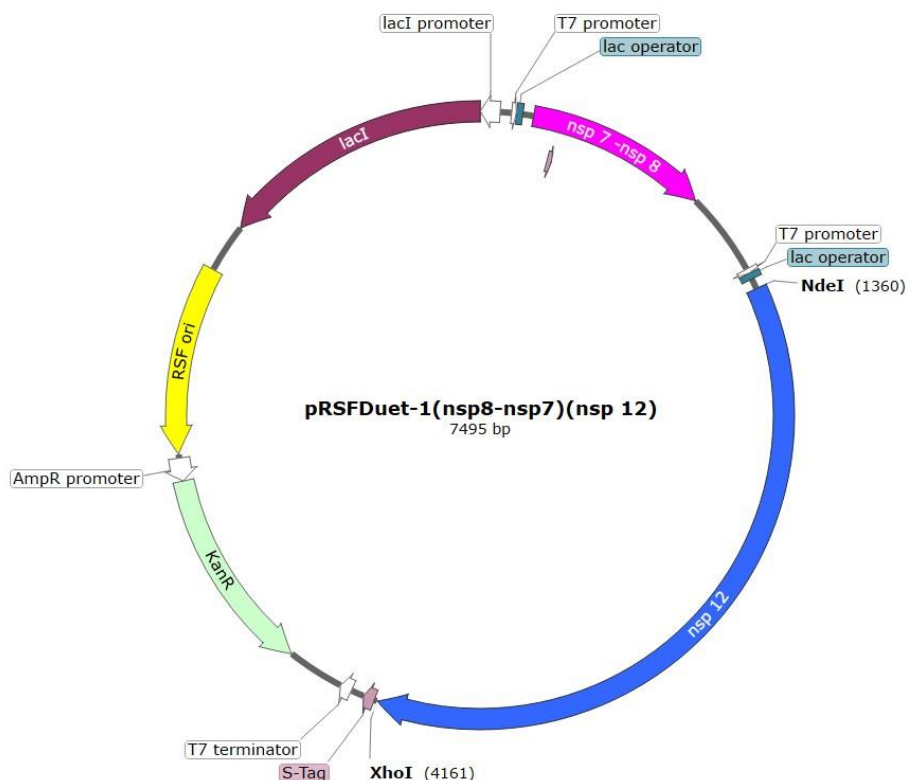 lacI promoter
T7 promoter
lac operator
lacI
nsp 7 -nsp 8
T7 promoter
lac operator
NdeI (1360)
RSF ori
pRSFDuet-1(nsp8-nsp7)(nsp 12)
7495 bp
AmpR promoter
KanR
nsp 12
T7 terminator
S-Tag
XhoI (4161)